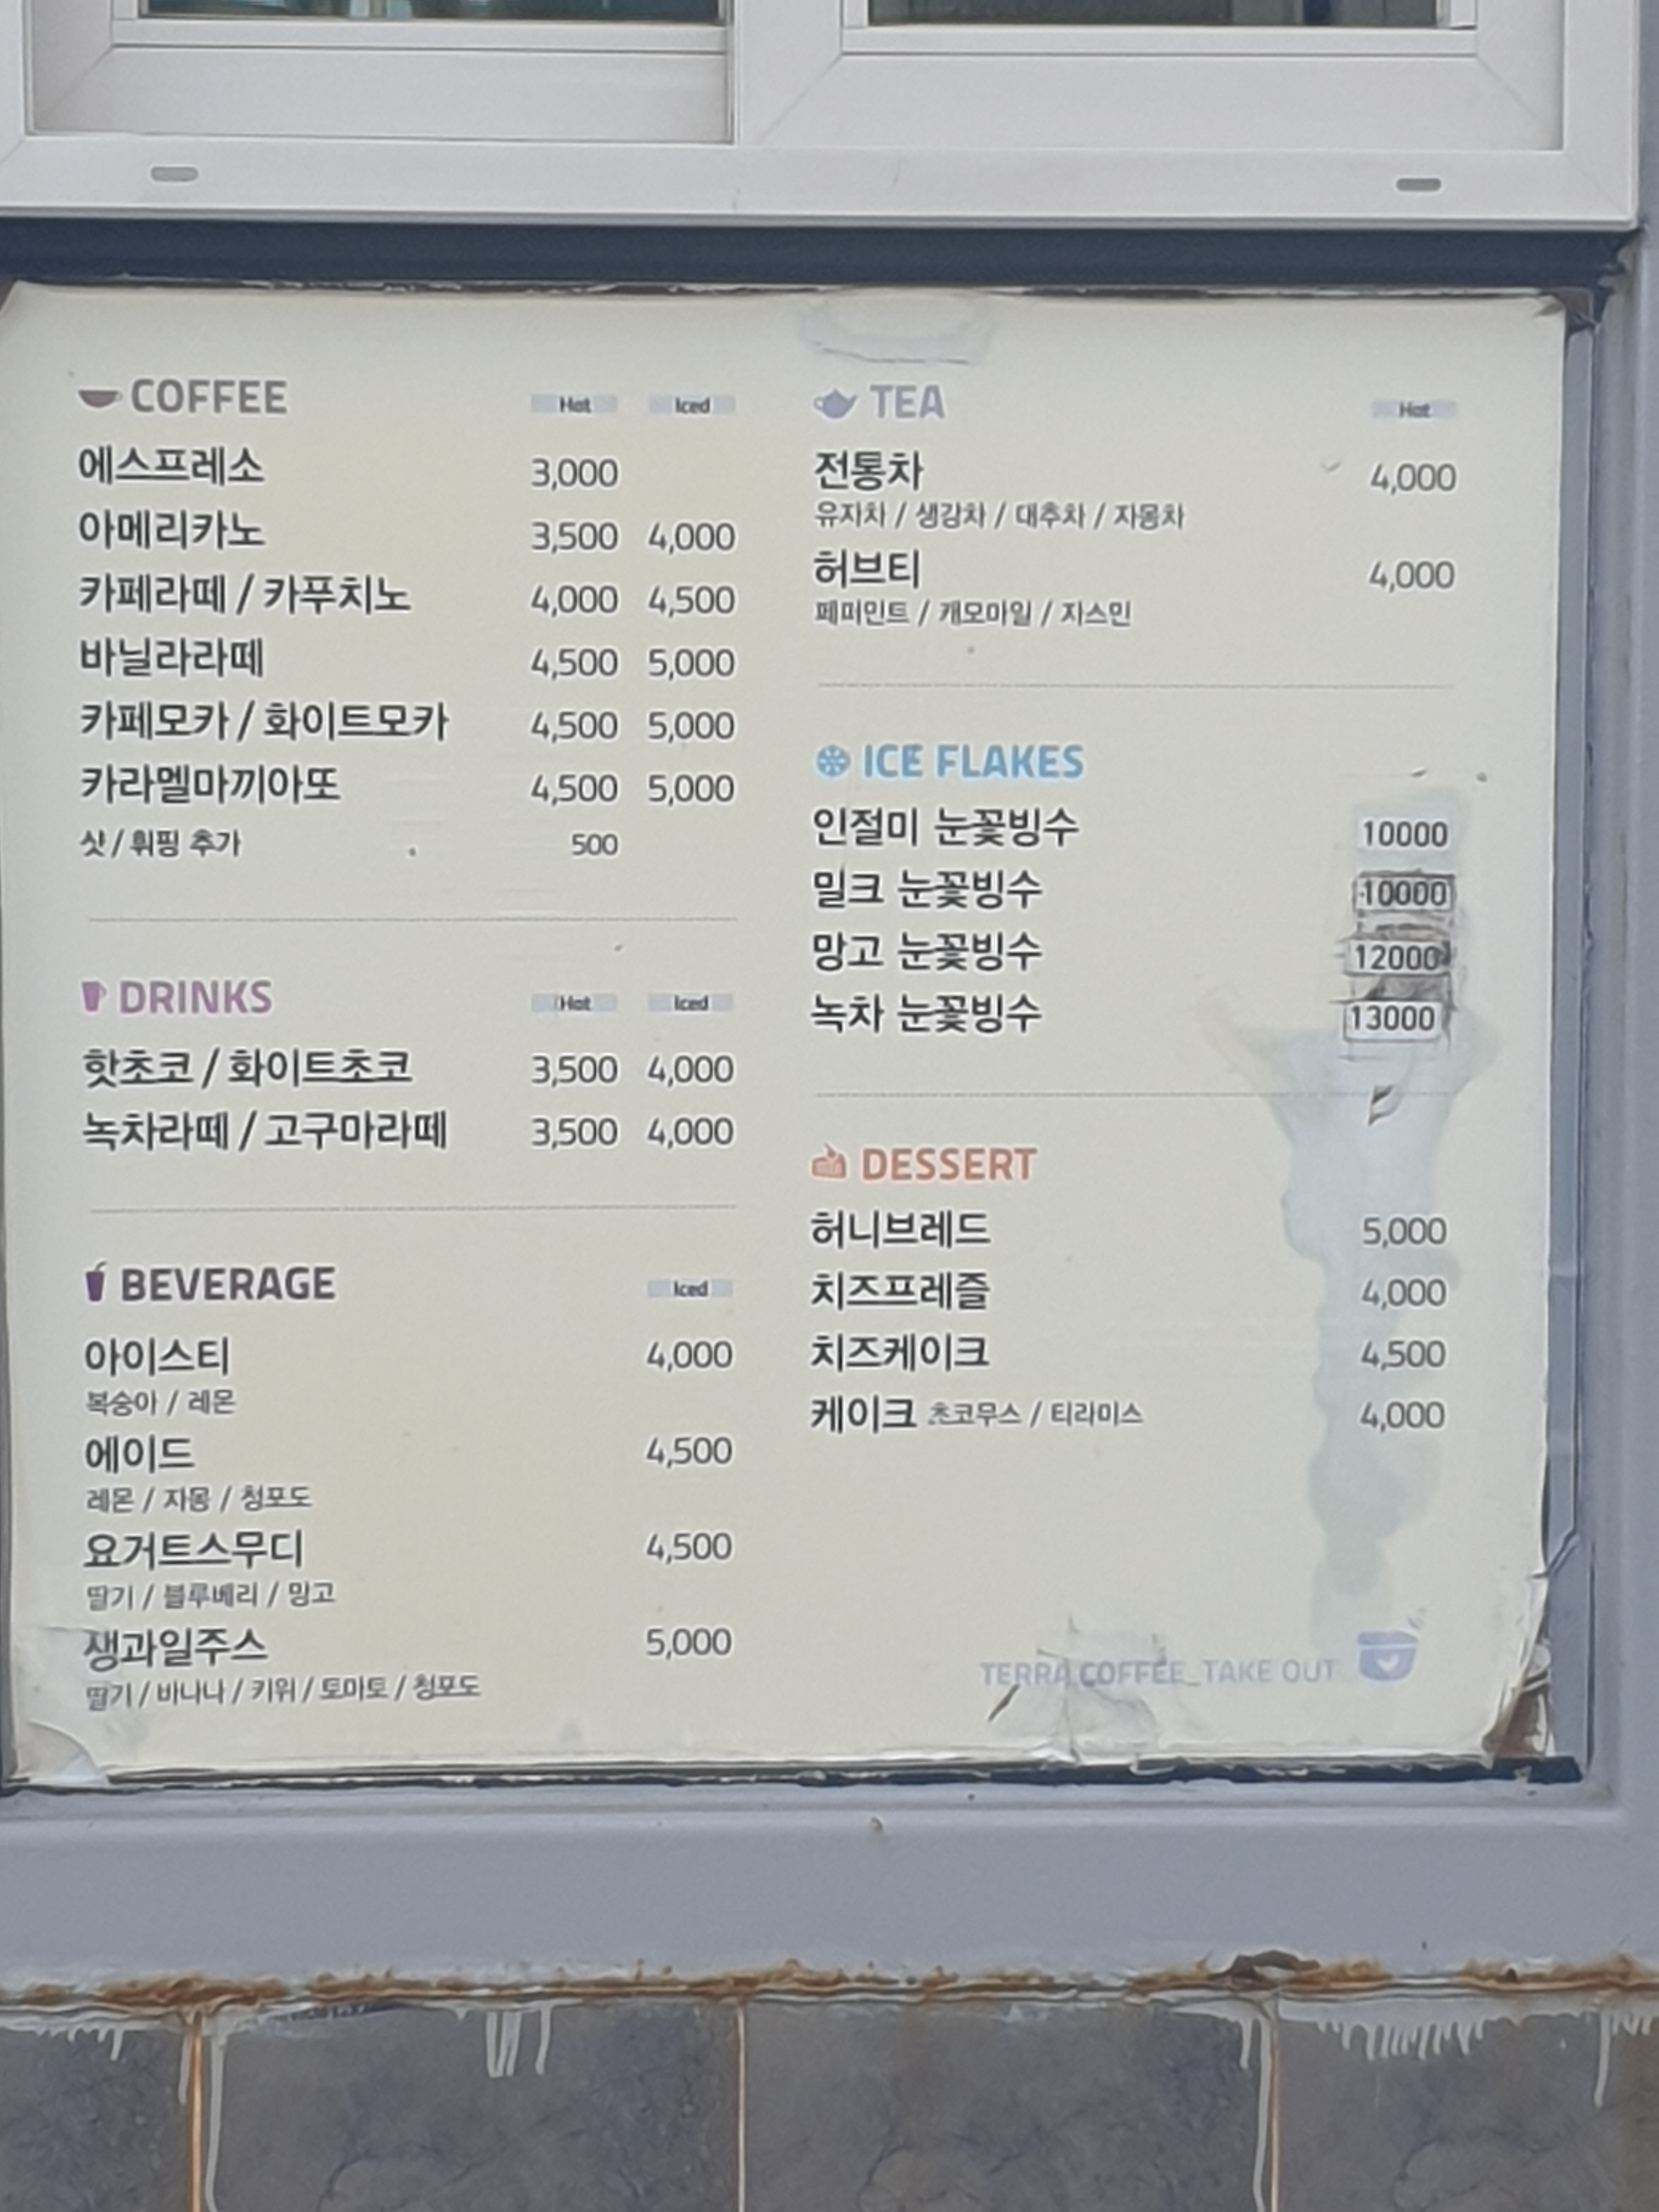 COFFEE Hot Iced
에스프레소 3,000
아메리카노 3,500 4,000
카페라떼 / 카푸치노 4,000 4,500
바닐라라떼 4,500 5,000
카페모카 / 화이트모카 4,500 5,000
카라멜마끼아또 4,500 5,000
샷 / 휘핑 추가 500
DRINKS Hot Iced
핫초코 / 화이트초코 3,500 4,000
녹차라떼 / 고구마라떼 3,500 4,000
BEVERAGE Iced
아이스티 4,000
복숭아 / 레몬
에이드 4,500
레몬 / 자몽 / 청포도
요거트스무디 4,500
딸기 / 블루베리 / 망고
생과일주스 5,000
딸기 / 바나나 / 키위 / 토마토 / 청포도
TEA Hot
전통차 4,000
유자차 / 생강차 / 대추차 / 자몽차
허브티 4,000
페퍼민트 / 캐모마일 / 자스민
ICE FLAKES
인절미 눈꽃빙수 10000
밀크 눈꽃빙수 10000
망고 눈꽃빙수 12000
녹차 눈꽃빙수 13000
DESSERT
허니브레드 5,000
치즈프레즐 4,000
치즈케이크 4,500
케이크 초코무스 / 티라미스 4,000
TERRA COFFEE_TAKE OUT